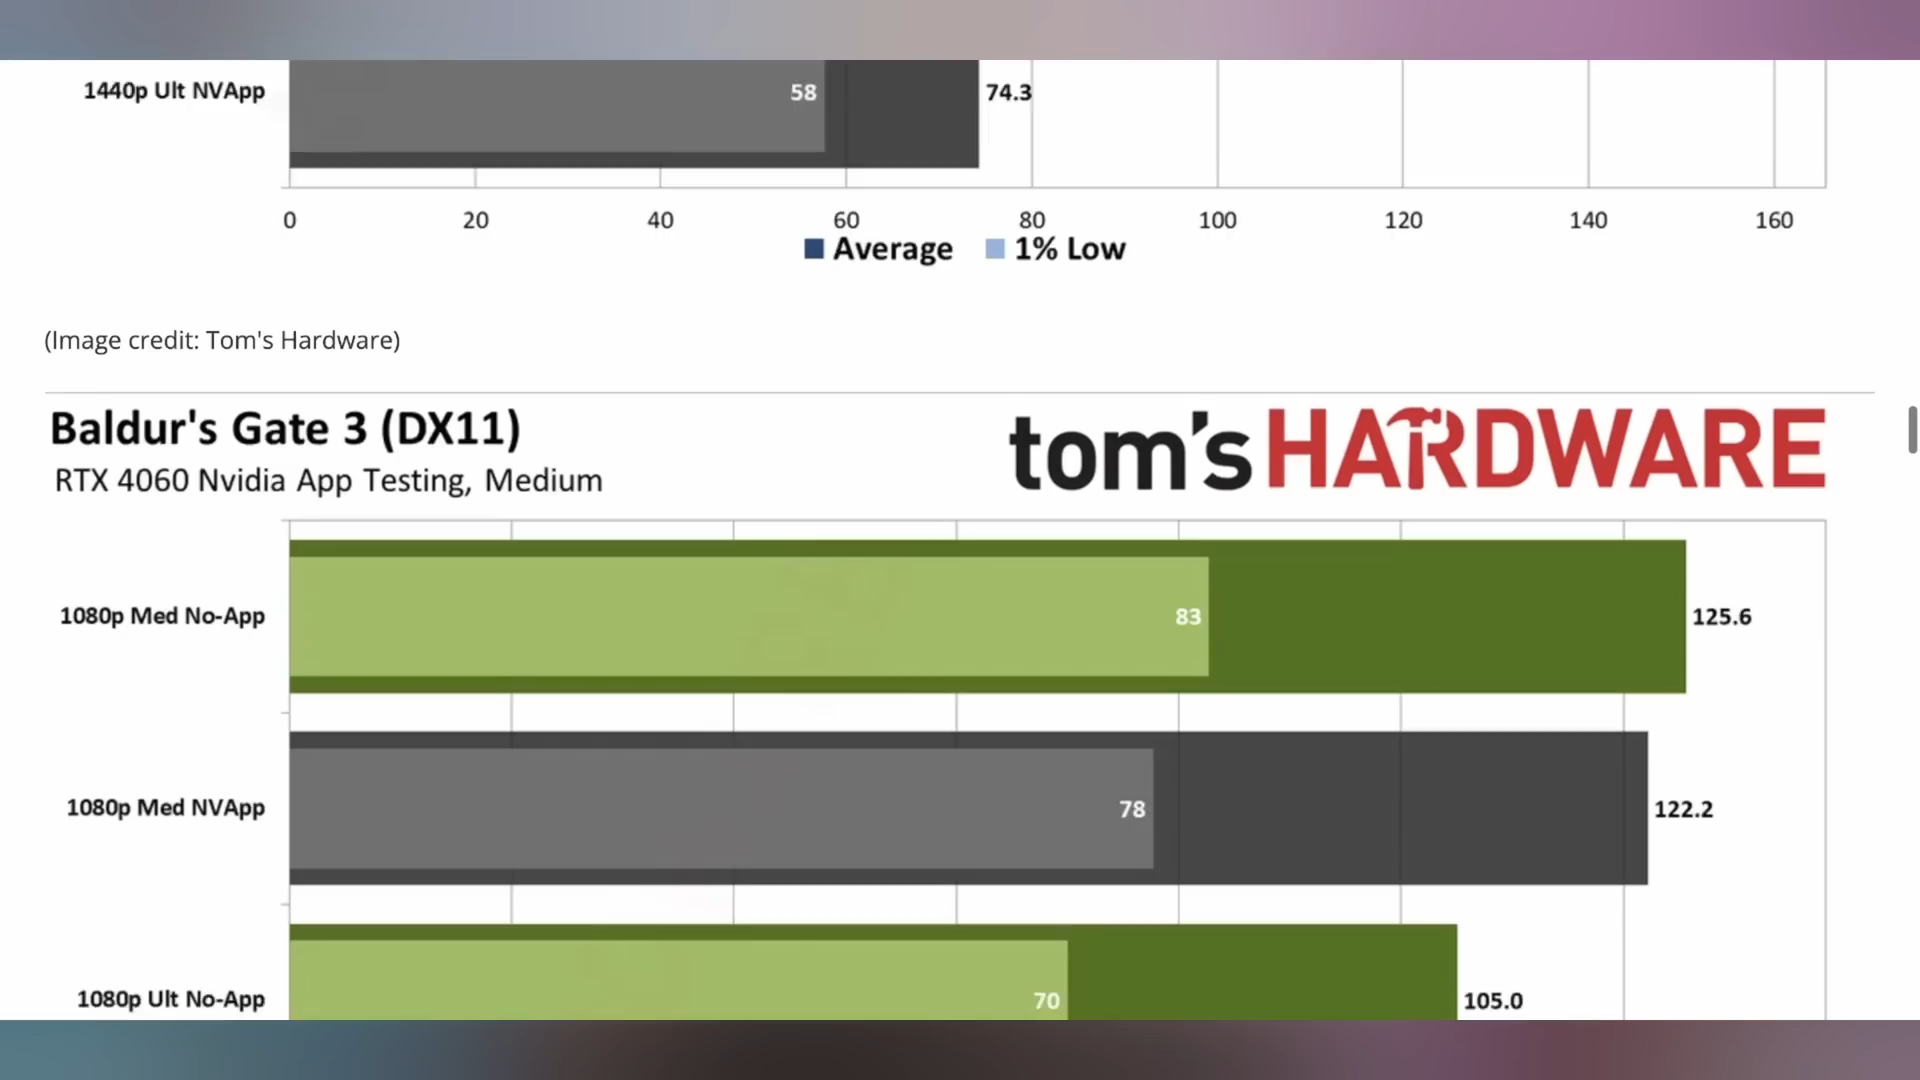 1440p Ult NVApp 58 74.3
0 20 40 60 80 100 120 140 160
Average 1% Low
(Image credit: Tom's Hardware)
Baldur's Gate 3 (DX11)
RTX 4060 Nvidia App Testing, Medium
tom's HARDWARE
1080p Med No-App 83 125.6
1080p Med NVApp 78 122.2
1080p Ult No-App 70 105.0